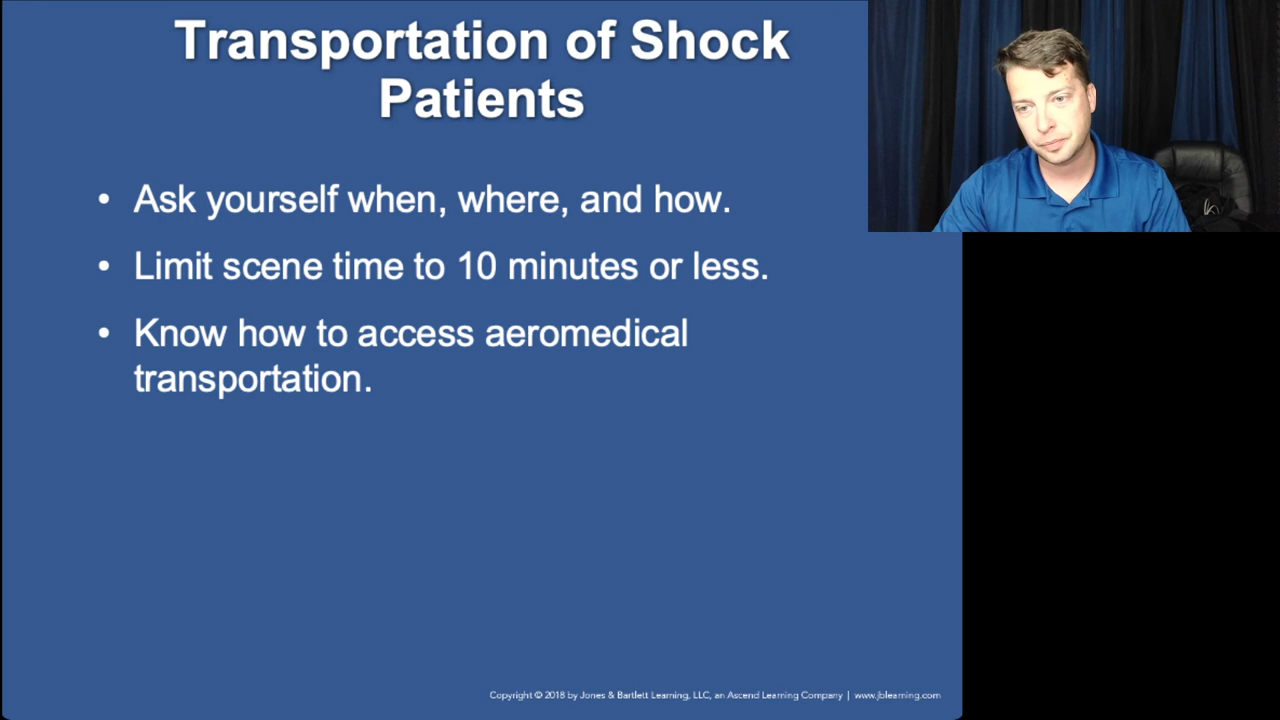 Transportation of Shock
Patients
• Ask yourself when, where, and how.
• Limit scene time to 10 minutes or less.
• Know how to access aeromedical
transportation.
Copyright © 2018 by Jones & Bartlett Learning, LLC, an Ascend Learning Company | www.jblearning.com